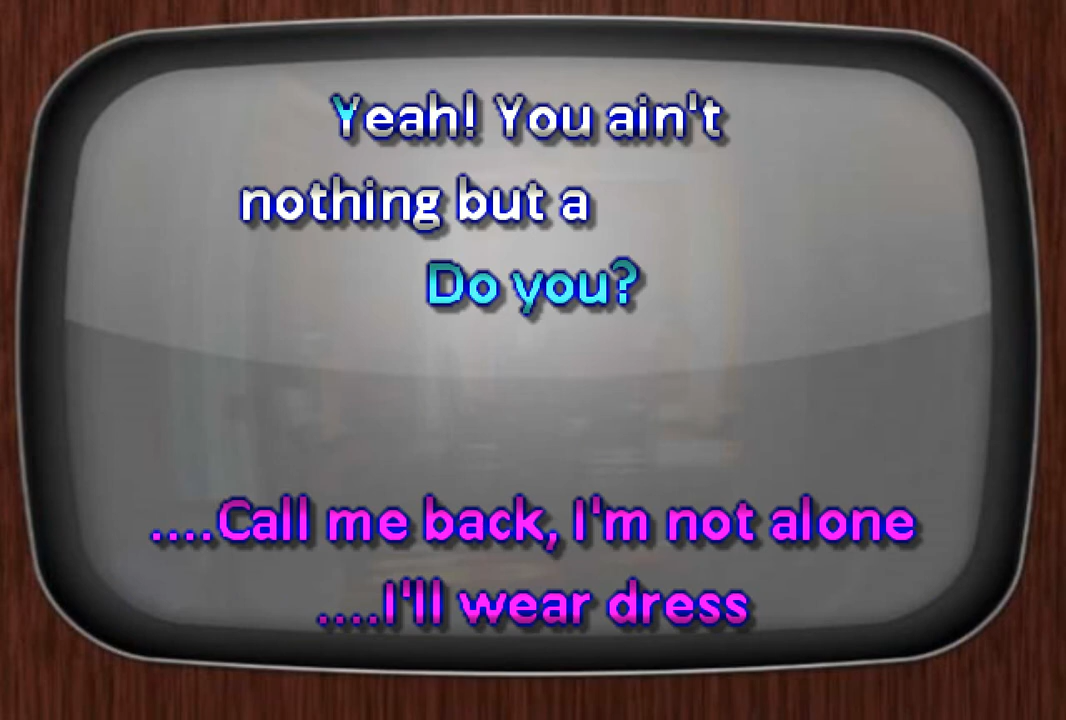 Yeah! You ain't
nothing but a
Do you?
....Call me back, I'm not alone
....I'll wear dress